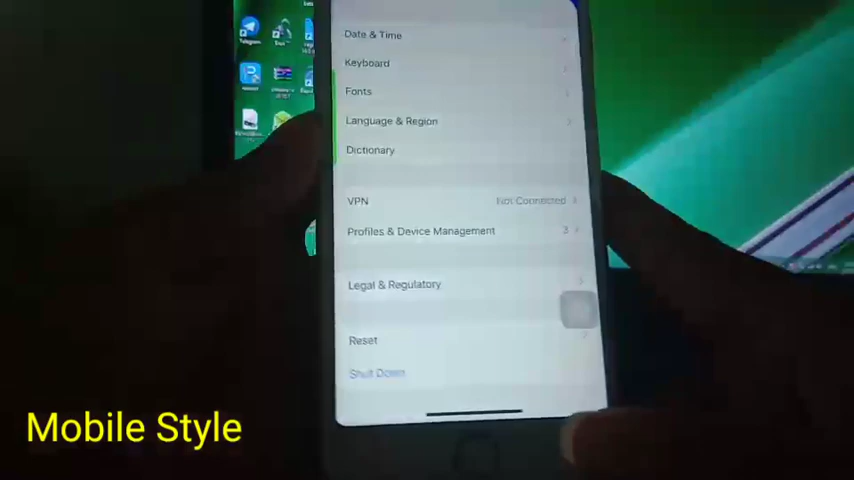 Telegram
Date & Time
Keyboard
Fonts
Language & Region
Dictionary
VPN Not Connected
Profiles & Device Management 3
Legal & Regulatory
Reset
Shut Down
Mobile Style